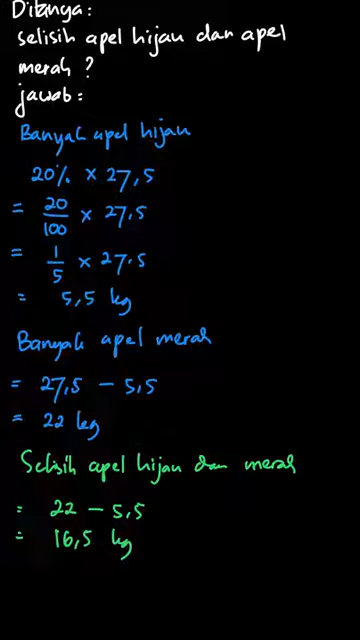 Ditanya:
selisih apel hijau dan apel
merah ?
jawab:
Banyak apel hijau
20% × 27,5
= 20/100 × 27,5
= 1/5 × 27,5
= 5,5 kg
Banyak apel merah
= 27,5 - 5,5
= 22 kg
Selisih apel hijau dan merah
= 22 - 5,5
= 16,5 kg